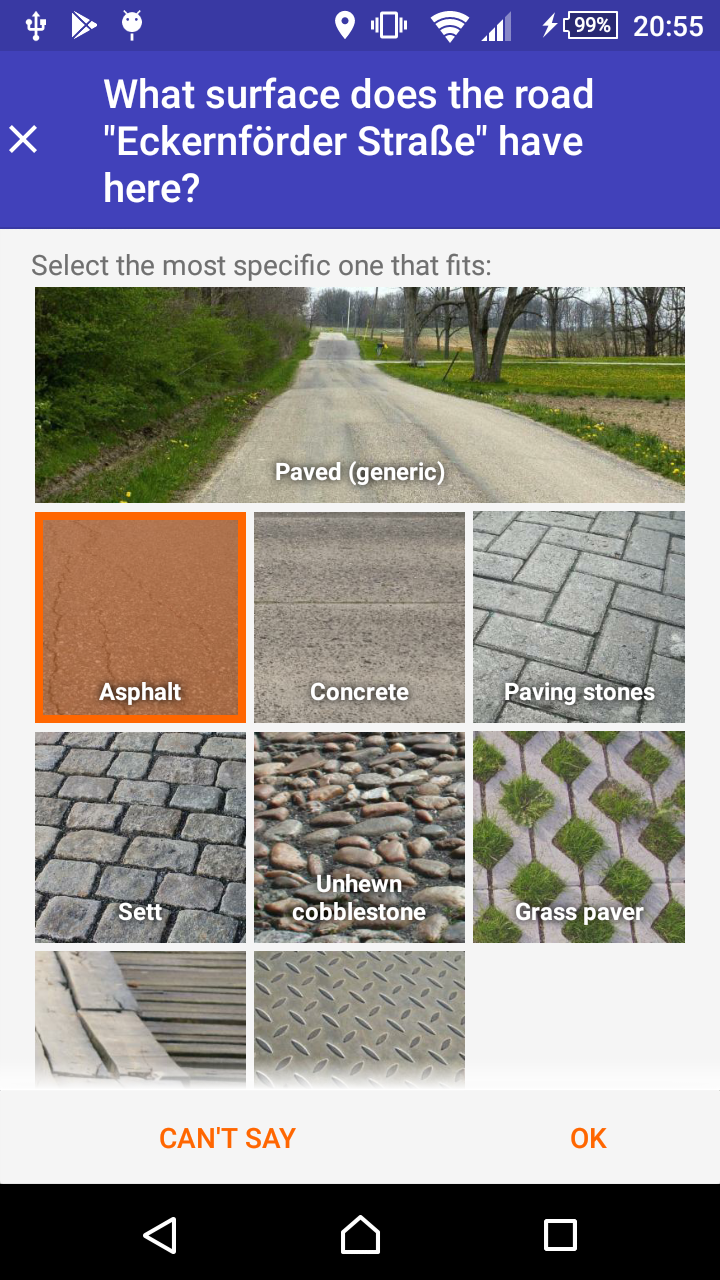 99% 20:55
What surface does the road
"Eckernförder Straße" have
here?
Select the most specific one that fits:
Paved (generic)
Asphalt
Concrete
Paving stones
Sett
Unhewn
cobblestone
Grass paver
CAN'T SAY
OK